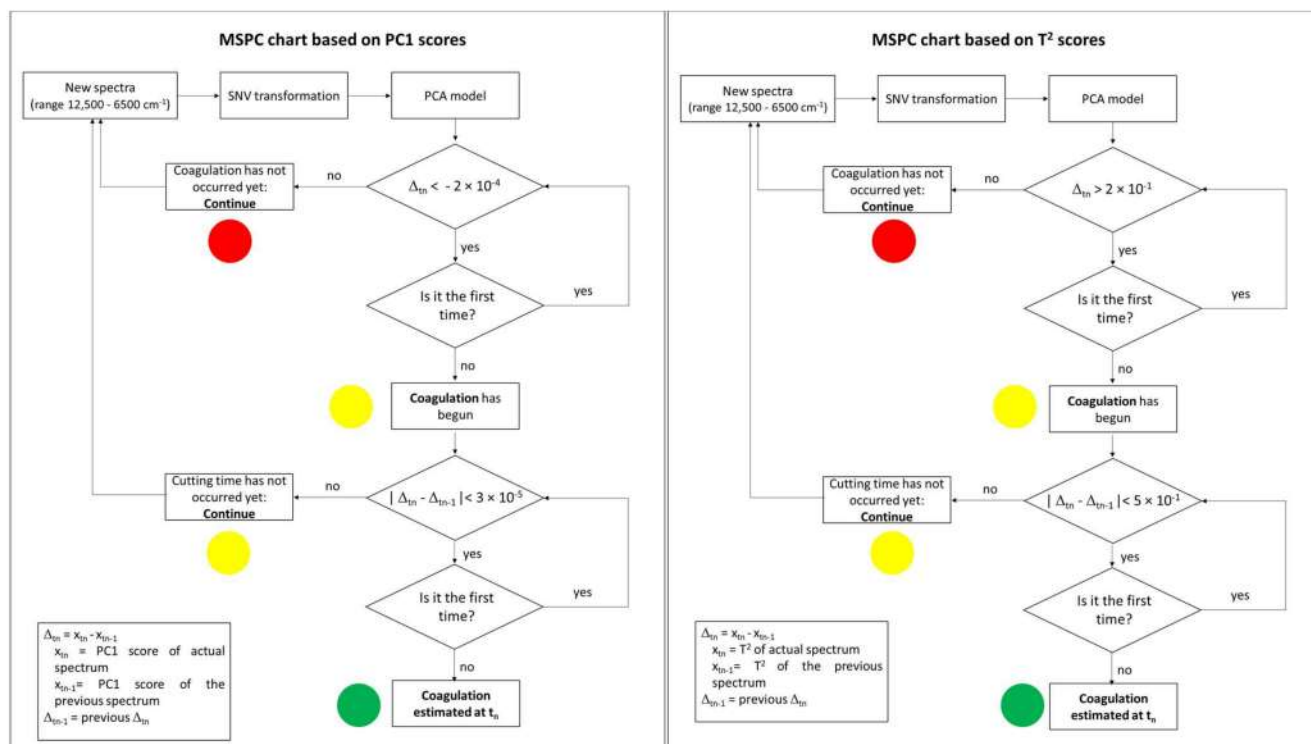 MSPC chart based on PC1 scores
New spectra
(range 12,500 - 6500 cm⁻¹)
SNV transformation
PCA model
Coagulation has not
occurred yet:
Continue
no
Δtn < - 2 × 10⁻⁴
yes
Is it the first
time?
yes
no
Coagulation has
begun
Cutting time has not
occurred yet:
Continue
no
| Δtn - Δtn-1 | < 3 × 10⁻⁵
yes
Is it the first
time?
yes
no
Coagulation
estimated at tn
Δtn = xtn - xtn-1
xtn = PC1 score of actual
spectrum
xtn-1= PC1 score of the
previous spectrum
Δtn-1 = previous Δtn
MSPC chart based on T² scores
New spectra
(range 12,500 - 6500 cm⁻¹)
SNV transformation
PCA model
Coagulation has not
occurred yet:
Continue
no
Δtn > 2 × 10⁻¹
yes
Is it the first
time?
yes
no
Coagulation has
begun
Cutting time has not
occurred yet:
Continue
no
| Δtn - Δtn-1 | < 5 × 10⁻¹
yes
Is it the first
time?
yes
no
Coagulation
estimated at tn
Δtn = xtn - xtn-1
xtn = T² of actual spectrum
xtn-1= T² of the previous
spectrum
Δtn-1 = previous Δtn